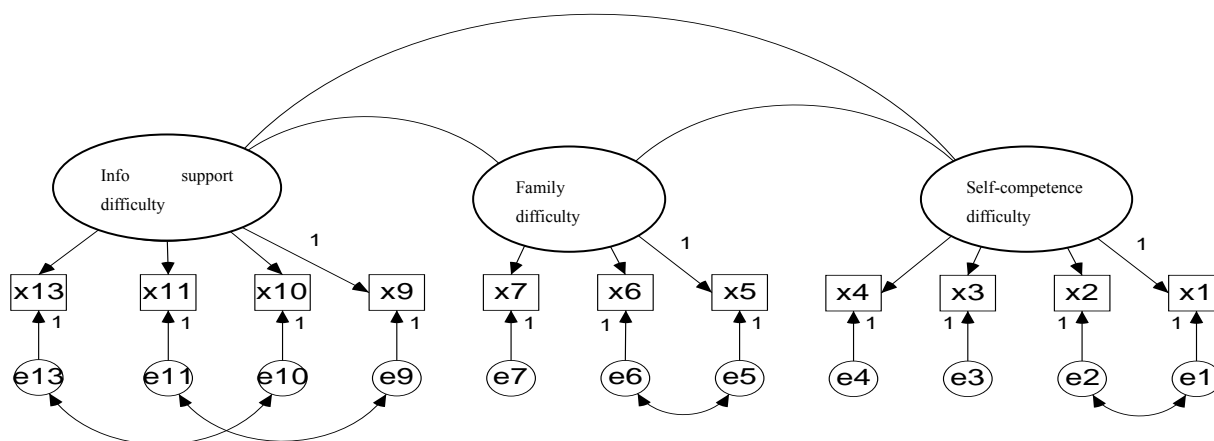 Info support
difficulty
Family
difficulty
Self-competence
difficulty
1
1
1
x13
x11
x10
x9
x7
x6
x5
x4
x3
x2
x1
1
1
1
1
1
1
1
1
1
1
1
e13
e11
e10
e9
e7
e6
e5
e4
e3
e2
e1